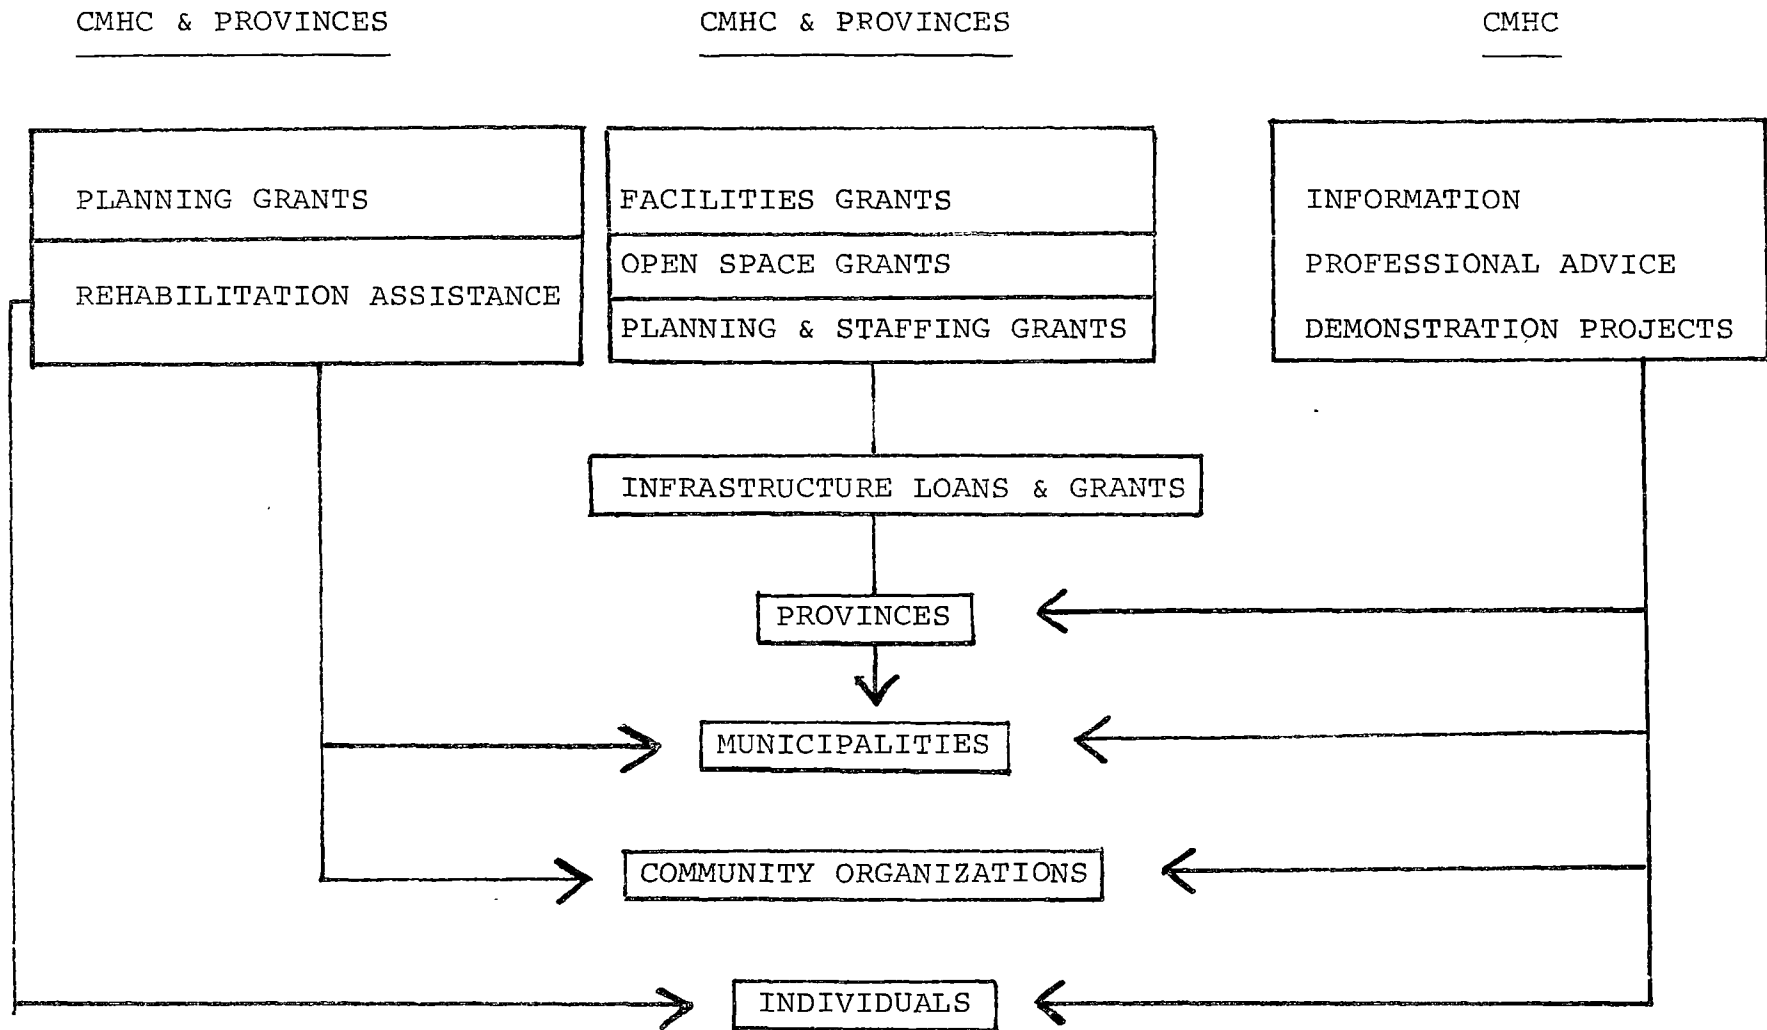 CMHC & PROVINCES
CMHC & PROVINCES
CMHC
PLANNING GRANTS
REHABILITATION ASSISTANCE
FACILITIES GRANTS
OPEN SPACE GRANTS
PLANNING & STAFFING GRANTS
INFORMATION
PROFESSIONAL ADVICE
DEMONSTRATION PROJECTS
INFRASTRUCTURE LOANS & GRANTS
PROVINCES
MUNICIPALITIES
COMMUNITY ORGANIZATIONS
INDIVIDUALS